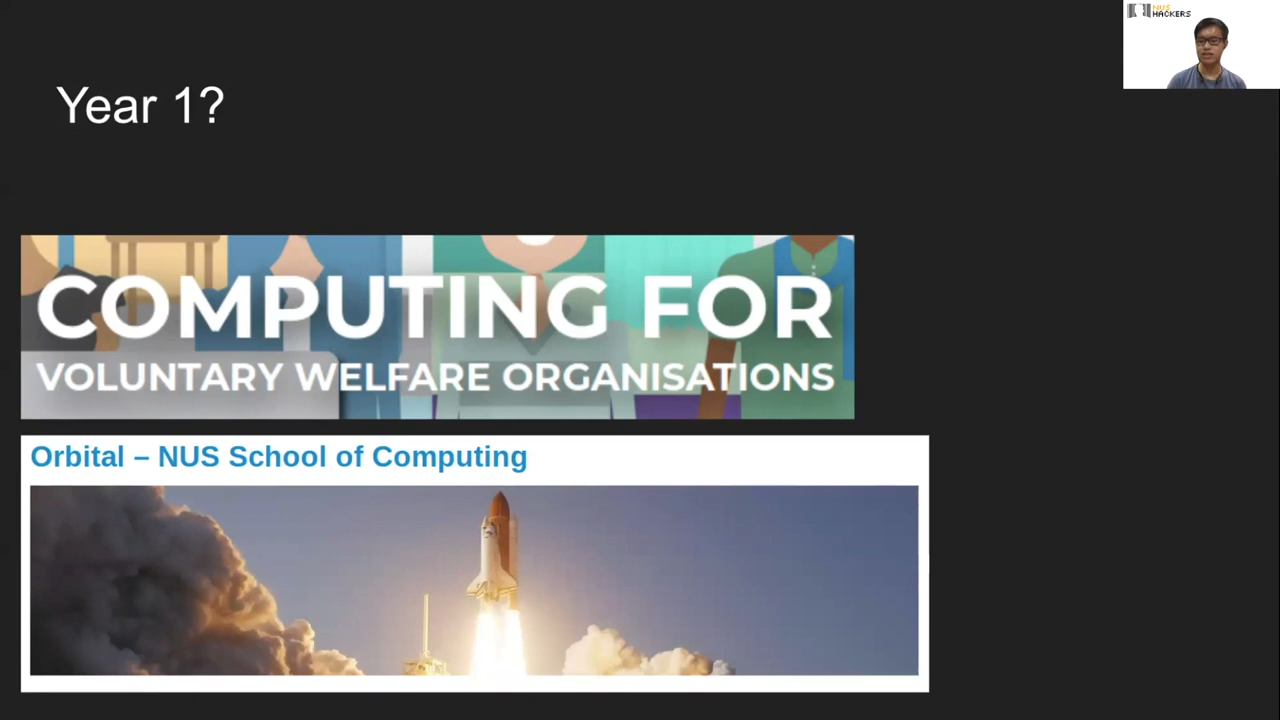 NUS
HACKERS
Year 1?
COMPUTING FOR
VOLUNTARY WELFARE ORGANISATIONS
Orbital – NUS School of Computing